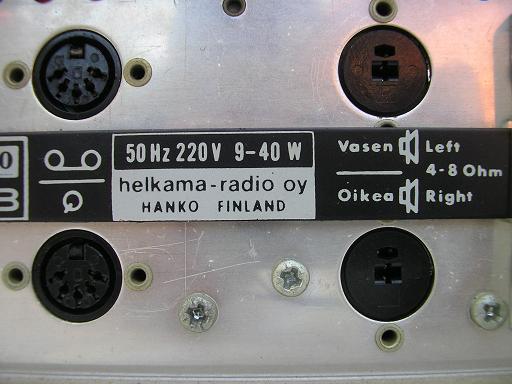 50 Hz 220 V 9-40 W
helkama-radio oy
HANKO FINLAND
Vasen Left
4-8 Ohm
Oikea Right